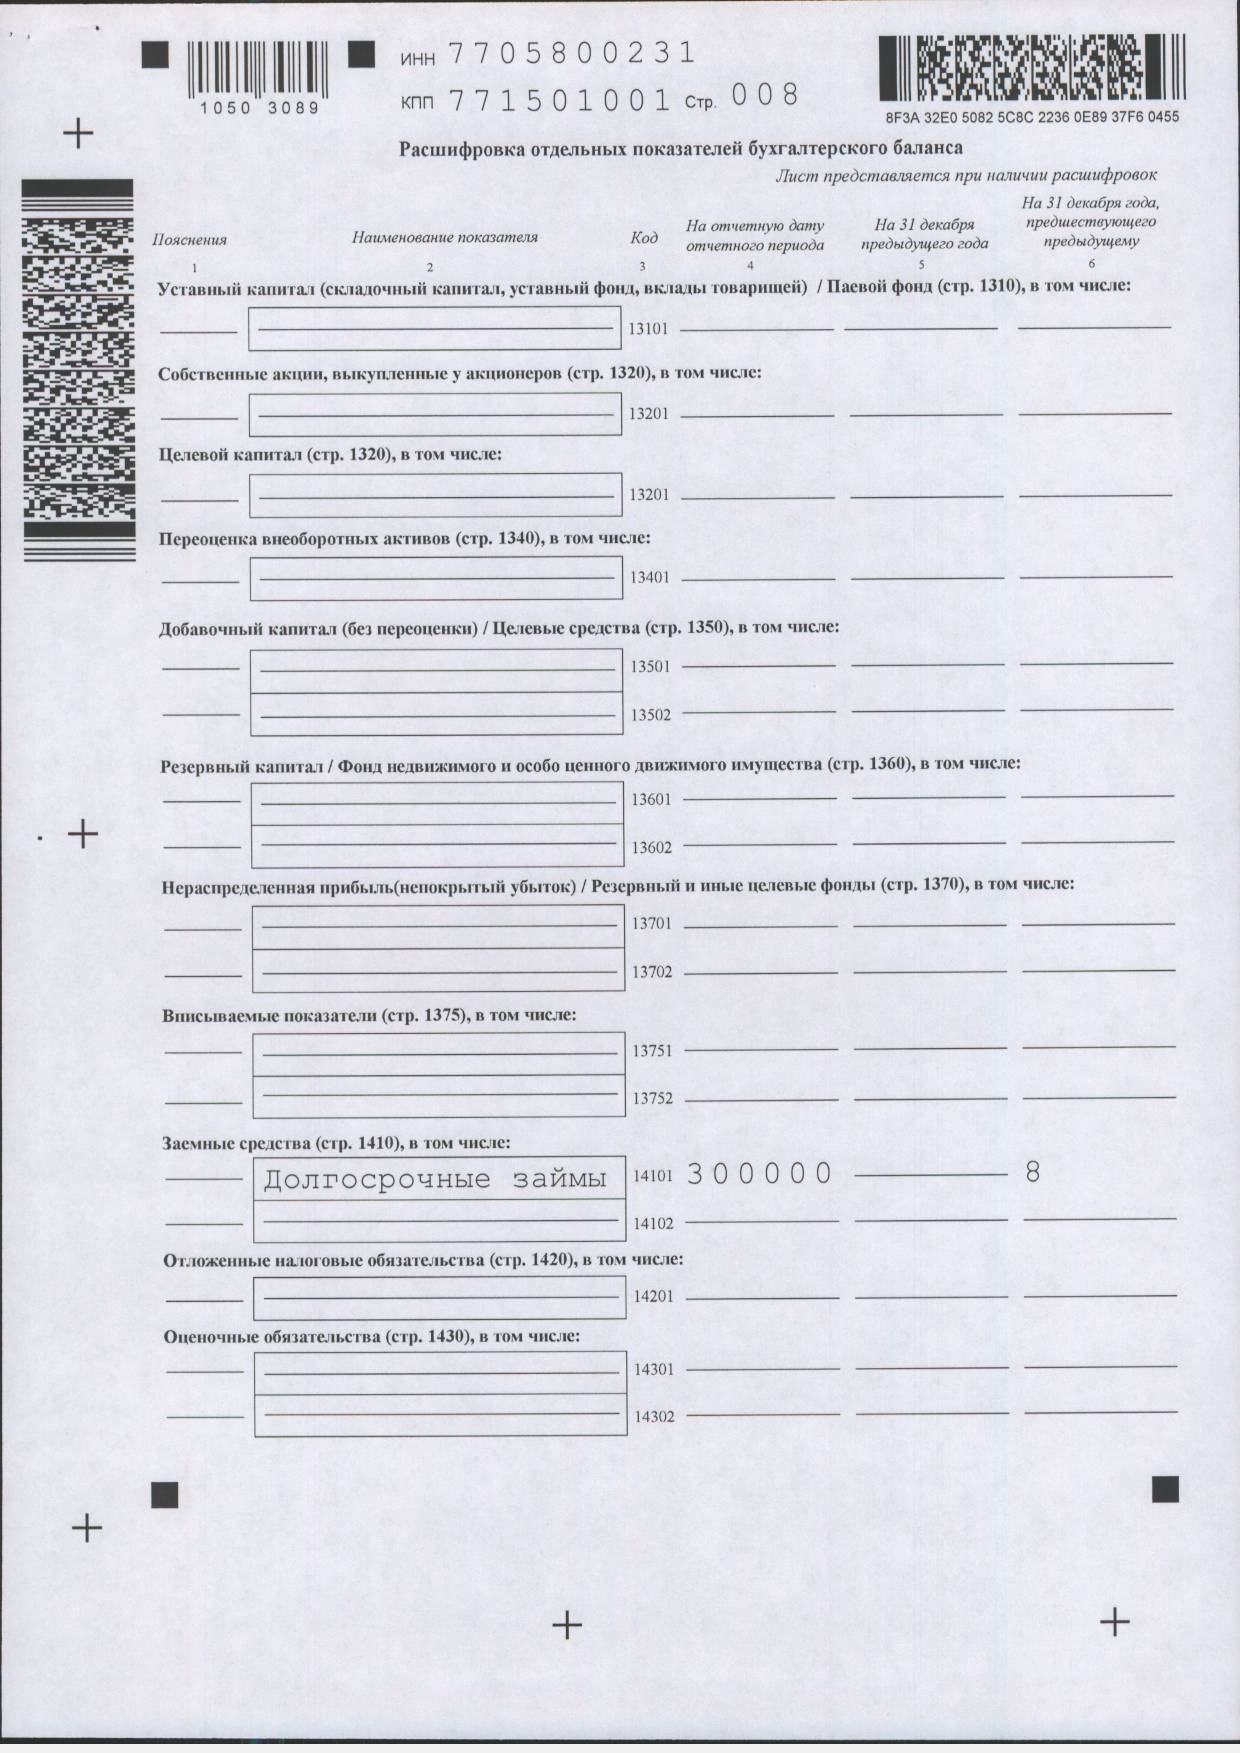 ИНН 7705800231
1050 3089
КПП 771501001 Стр. 008
8F3A 32E0 5082 5C8C 2236 0E89 37F6 0455
Расшифровка отдельных показателей бухгалтерского баланса
Лист представляется при наличии расшифровок
Пояснения Наименование показателя Код На отчетную дату отчетного периода На 31 декабря предыдущего года На 31 декабря года, предшествующего предыдущему
1 2 3 4 5 6
Уставный капитал (складочный капитал, уставный фонд, вклады товарищей) / Паевой фонд (стр. 1310), в том числе:
13101
Собственные акции, выкупленные у акционеров (стр. 1320), в том числе:
13201
Целевой капитал (стр. 1320), в том числе:
13201
Переоценка внеоборотных активов (стр. 1340), в том числе:
13401
Добавочный капитал (без переоценки) / Целевые средства (стр. 1350), в том числе:
13501
13502
Резервный капитал / Фонд недвижимого и особо ценного движимого имущества (стр. 1360), в том числе:
13601
13602
Нераспределенная прибыль(непокрытый убыток) / Резервный и иные целевые фонды (стр. 1370), в том числе:
13701
13702
Вписываемые показатели (стр. 1375), в том числе:
13751
13752
Заемные средства (стр. 1410), в том числе:
Долгосрочные займы 14101 300000 8
14102
Отложенные налоговые обязательства (стр. 1420), в том числе:
14201
Оценочные обязательства (стр. 1430), в том числе:
14301
14302